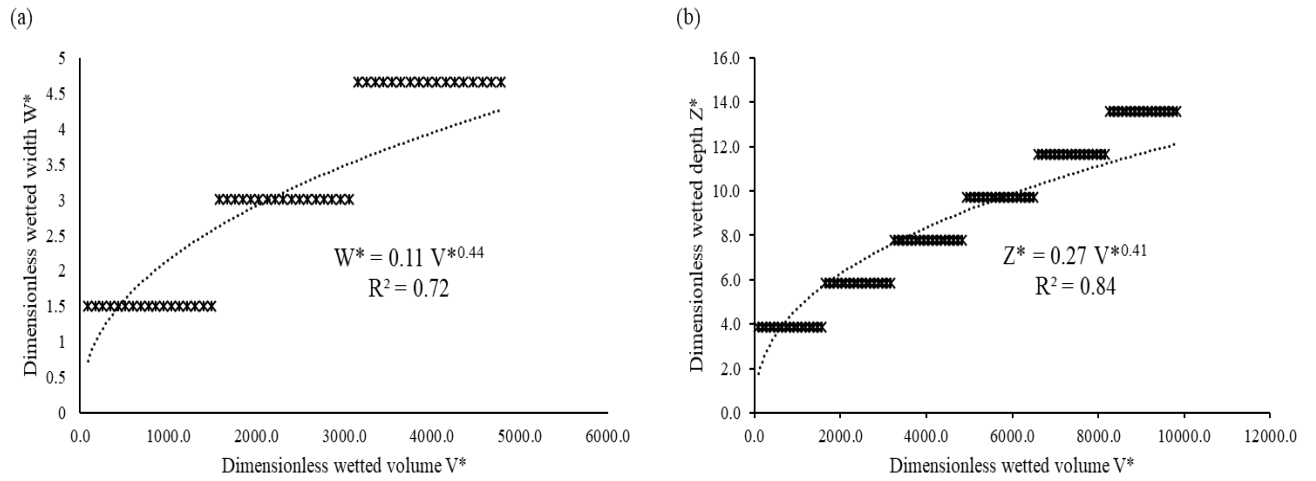 (a)
Dimensionless wetted width W*
5
4.5
4
3.5
3
2.5
2
1.5
1
0.5
0
W* = 0.11 V*0.44
R² = 0.72
0.0 1000.0 2000.0 3000.0 4000.0 5000.0 6000.0
Dimensionless wetted volume V*
(b)
Dimensionless wetted depth Z*
16.0
14.0
12.0
10.0
8.0
6.0
4.0
2.0
0.0
Z* = 0.27 V*0.41
R² = 0.84
0.0 2000.0 4000.0 6000.0 8000.0 10000.0 12000.0
Dimensionless wetted volume V*